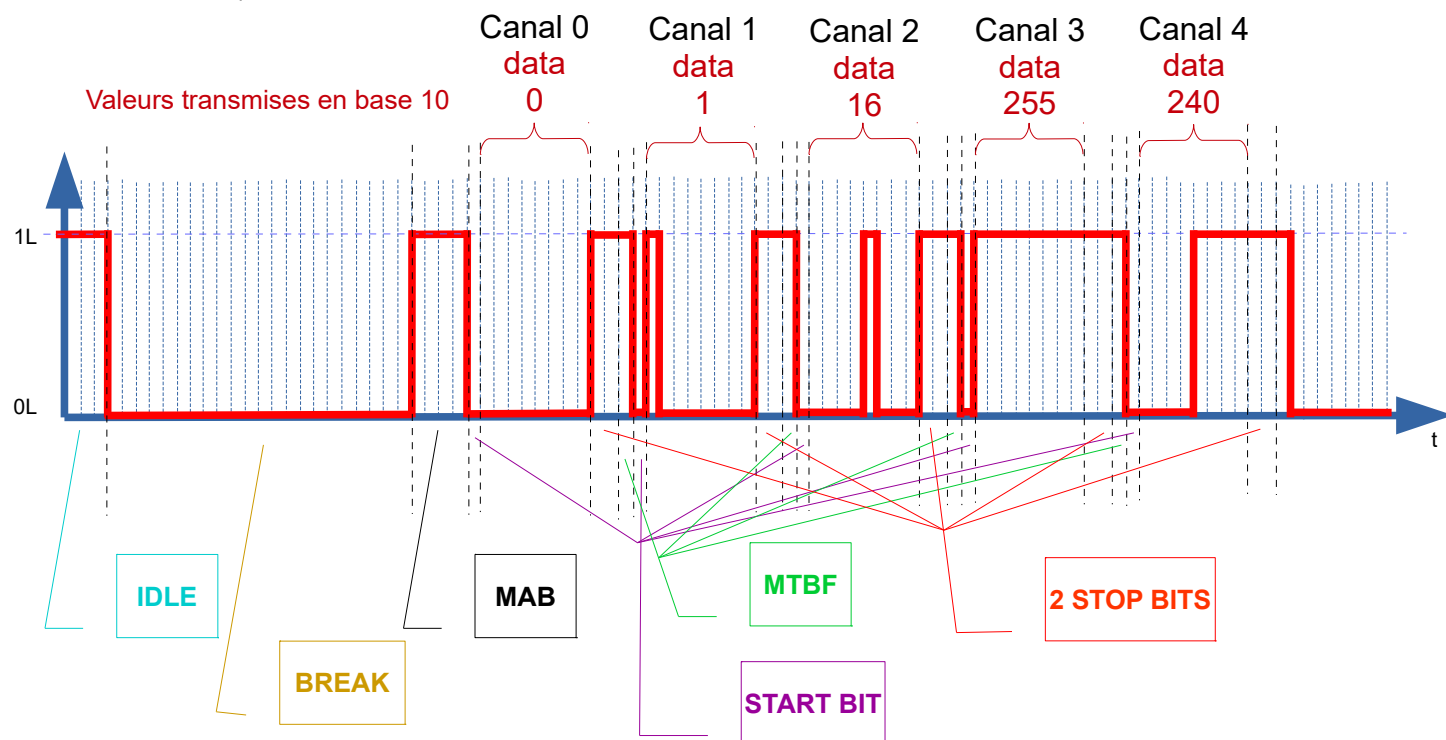 Canal 0
data
0
Canal 1
data
1
Canal 2
data
16
Canal 3
data
255
Canal 4
data
240
Valeurs transmises en base 10
1L
0L
t
IDLE
BREAK
MAB
START BIT
MTBF
2 STOP BITS